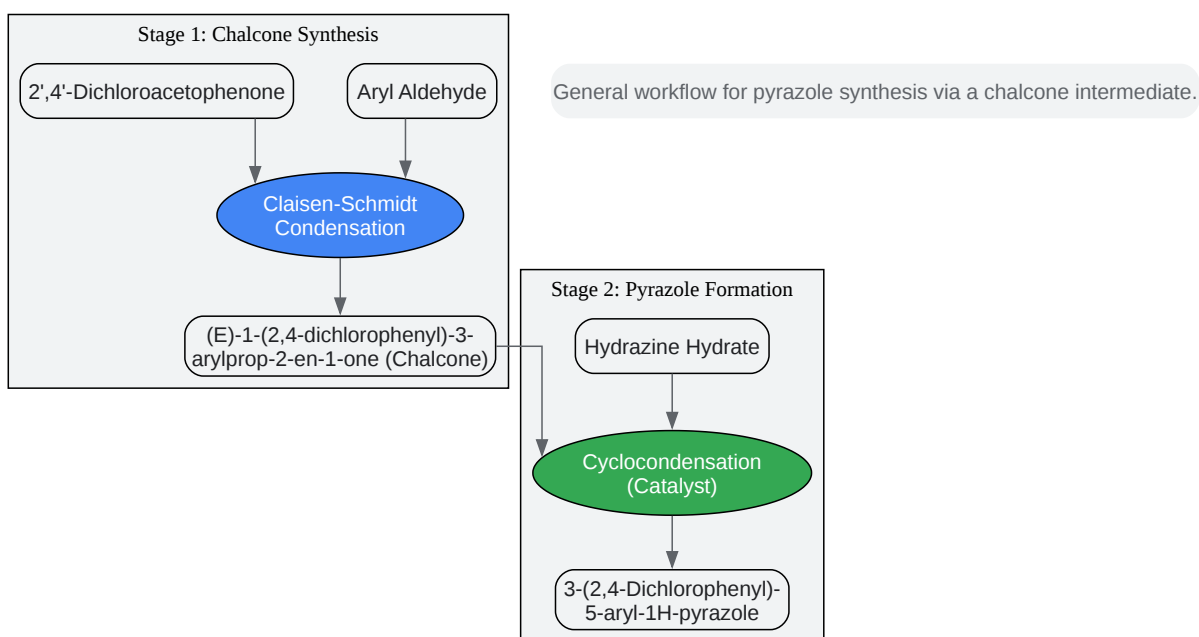 Stage 1: Chalcone Synthesis
2',4'-Dichloroacetophenone
Aryl Aldehyde
General workflow for pyrazole synthesis via a chalcone intermediate.
Claisen-Schmidt
Condensation
(E)-1-(2,4-dichlorophenyl)-3-
arylprop-2-en-1-one (Chalcone)
Stage 2: Pyrazole Formation
Hydrazine Hydrate
Cyclocondensation
(Catalyst)
3-(2,4-Dichlorophenyl)-
5-aryl-1H-pyrazole